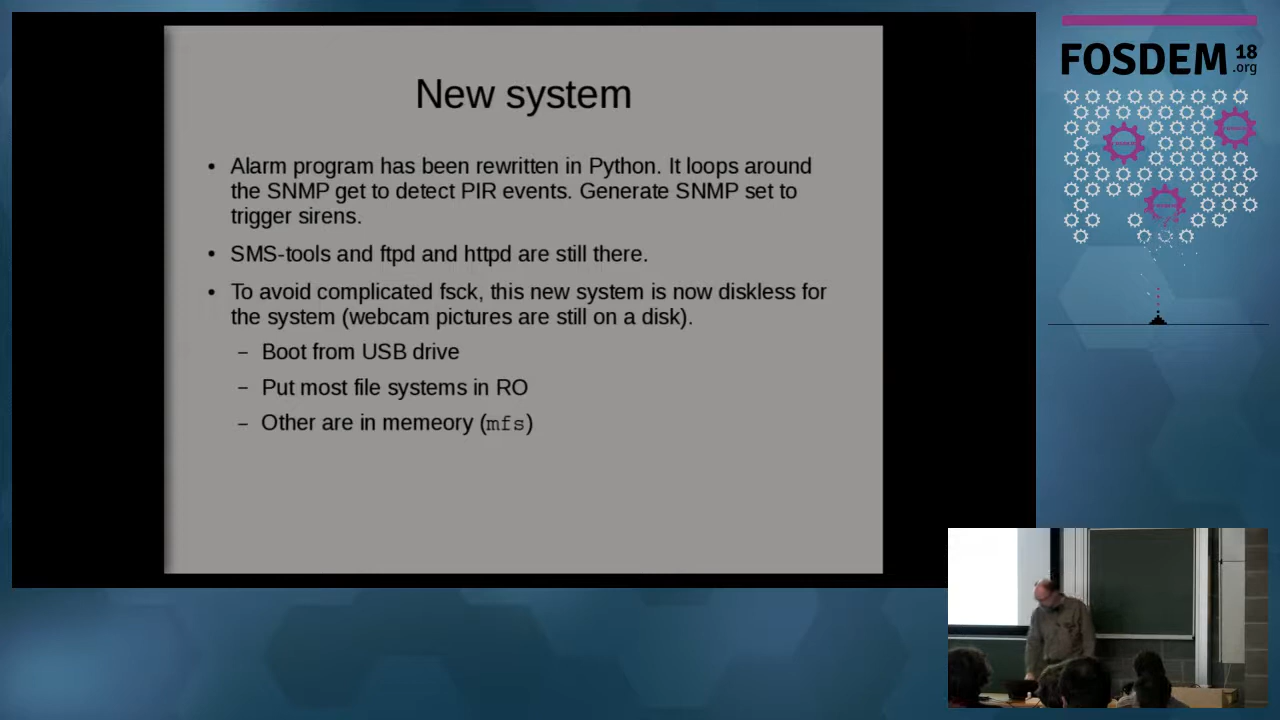 New system
• Alarm program has been rewritten in Python. It loops around
the SNMP get to detect PIR events. Generate SNMP set to
trigger sirens.
• SMS-tools and ftpd and httpd are still there.
• To avoid complicated fsck, this new system is now diskless for
the system (webcam pictures are still on a disk).
– Boot from USB drive
– Put most file systems in RO
– Other are in memeory (mfs)
FOSDEM 18
.org